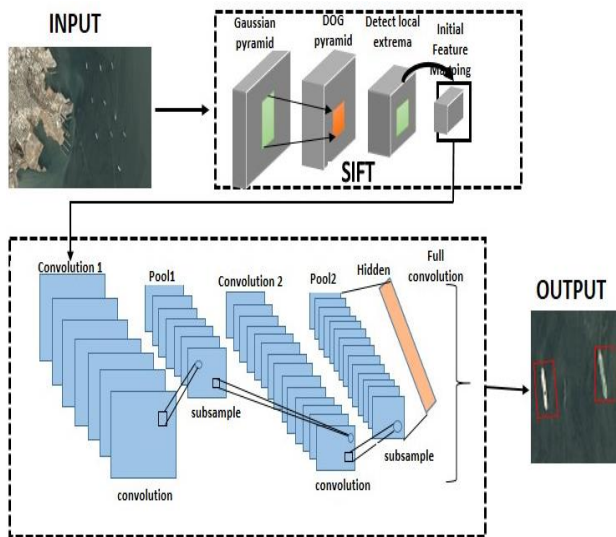 INPUT
Gaussian
pyramid
DOG
pyramid
Detect local
extrema
Initial
Feature
Mapping
SIFT
Convolution 1
Pool1
Convolution 2
Pool2
Hidden
Full
convolution
OUTPUT
subsample
convolution
convolution
subsample